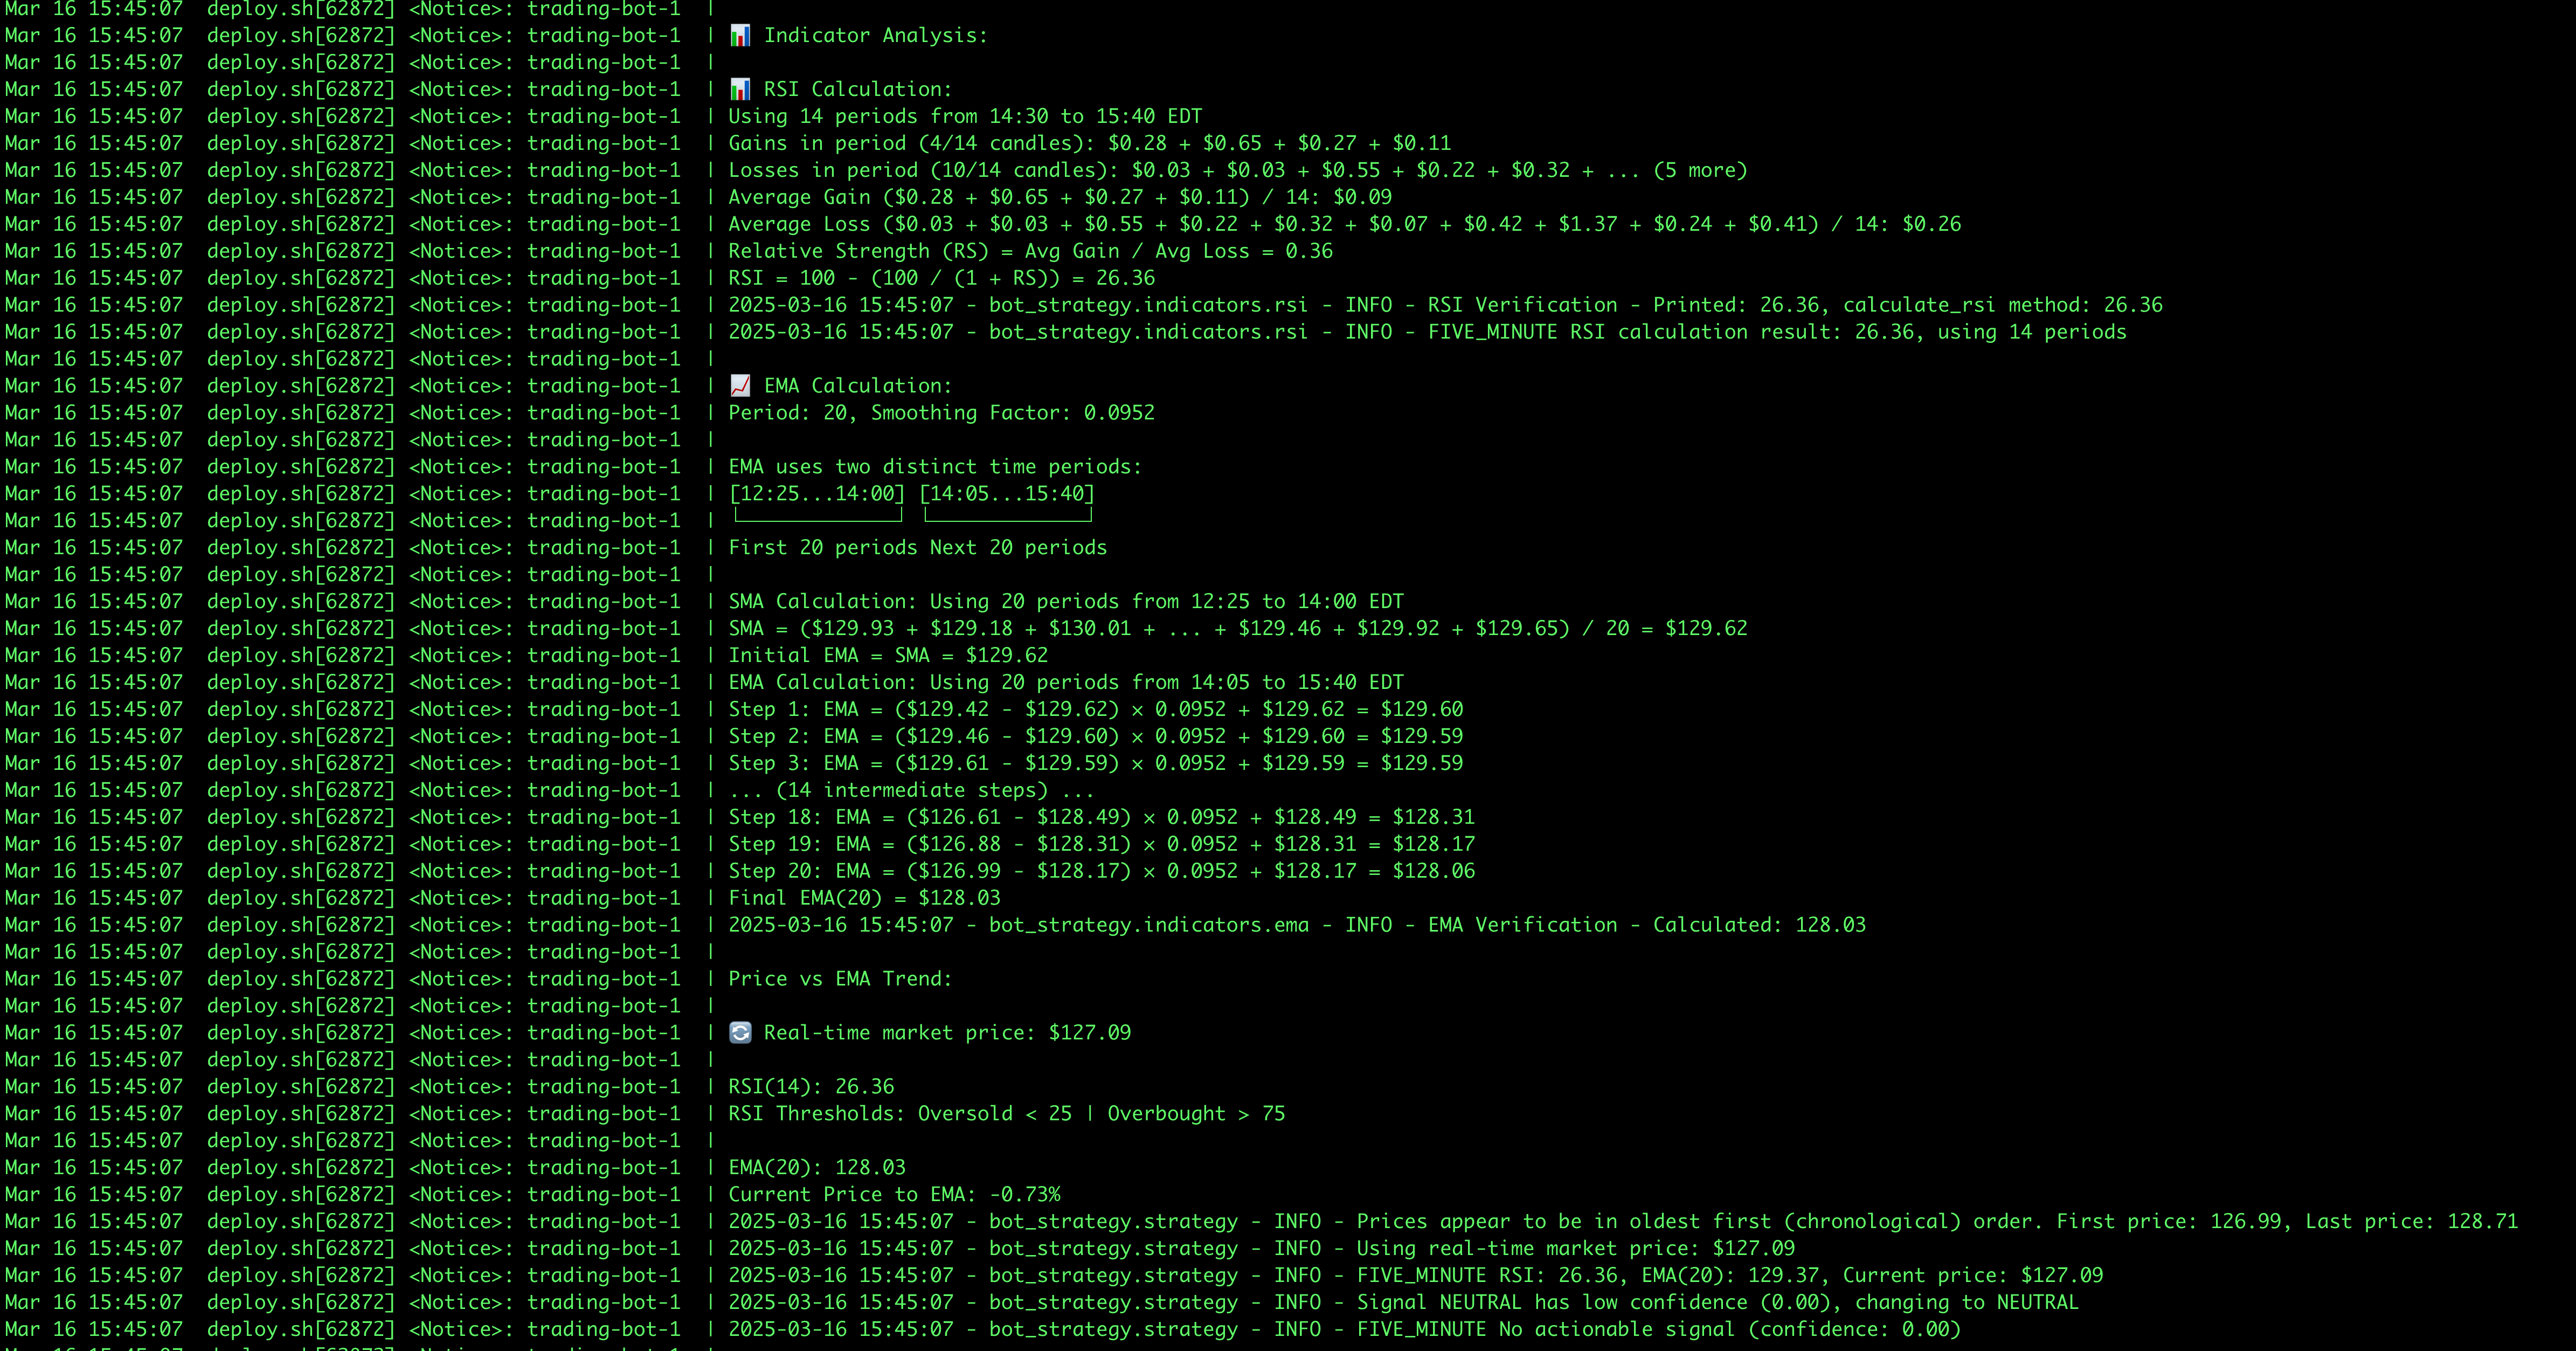 Mar 16 15:45:07  deploy.sh[62872] <Notice>: trading-bot-1  |
Mar 16 15:45:07  deploy.sh[62872] <Notice>: trading-bot-1  | 📊 Indicator Analysis:
Mar 16 15:45:07  deploy.sh[62872] <Notice>: trading-bot-1  |
Mar 16 15:45:07  deploy.sh[62872] <Notice>: trading-bot-1  | 📊 RSI Calculation:
Mar 16 15:45:07  deploy.sh[62872] <Notice>: trading-bot-1  | Using 14 periods from 14:30 to 15:40 EDT
Mar 16 15:45:07  deploy.sh[62872] <Notice>: trading-bot-1  | Gains in period (4/14 candles): $0.28 + $0.65 + $0.27 + $0.11
Mar 16 15:45:07  deploy.sh[62872] <Notice>: trading-bot-1  | Losses in period (10/14 candles): $0.03 + $0.03 + $0.55 + $0.22 + $0.32 + ... (5 more)
Mar 16 15:45:07  deploy.sh[62872] <Notice>: trading-bot-1  | Average Gain ($0.28 + $0.65 + $0.27 + $0.11) / 14: $0.09
Mar 16 15:45:07  deploy.sh[62872] <Notice>: trading-bot-1  | Average Loss ($0.03 + $0.03 + $0.55 + $0.22 + $0.32 + $0.07 + $0.42 + $1.37 + $0.24 + $0.41) / 14: $0.26
Mar 16 15:45:07  deploy.sh[62872] <Notice>: trading-bot-1  | Relative Strength (RS) = Avg Gain / Avg Loss = 0.36
Mar 16 15:45:07  deploy.sh[62872] <Notice>: trading-bot-1  | RSI = 100 - (100 / (1 + RS)) = 26.36
Mar 16 15:45:07  deploy.sh[62872] <Notice>: trading-bot-1  | 2025-03-16 15:45:07 - bot_strategy.indicators.rsi - INFO - RSI Verification - Printed: 26.36, calculate_rsi method: 26.36
Mar 16 15:45:07  deploy.sh[62872] <Notice>: trading-bot-1  | 2025-03-16 15:45:07 - bot_strategy.indicators.rsi - INFO - FIVE_MINUTE RSI calculation result: 26.36, using 14 periods
Mar 16 15:45:07  deploy.sh[62872] <Notice>: trading-bot-1  |
Mar 16 15:45:07  deploy.sh[62872] <Notice>: trading-bot-1  | 📈 EMA Calculation:
Mar 16 15:45:07  deploy.sh[62872] <Notice>: trading-bot-1  | Period: 20, Smoothing Factor: 0.0952
Mar 16 15:45:07  deploy.sh[62872] <Notice>: trading-bot-1  |
Mar 16 15:45:07  deploy.sh[62872] <Notice>: trading-bot-1  | EMA uses two distinct time periods:
Mar 16 15:45:07  deploy.sh[62872] <Notice>: trading-bot-1  | [12:25...14:00] [14:05...15:40]
Mar 16 15:45:07  deploy.sh[62872] <Notice>: trading-bot-1  | └─────────────┘ └─────────────┘
Mar 16 15:45:07  deploy.sh[62872] <Notice>: trading-bot-1  | First 20 periods Next 20 periods
Mar 16 15:45:07  deploy.sh[62872] <Notice>: trading-bot-1  |
Mar 16 15:45:07  deploy.sh[62872] <Notice>: trading-bot-1  | SMA Calculation: Using 20 periods from 12:25 to 14:00 EDT
Mar 16 15:45:07  deploy.sh[62872] <Notice>: trading-bot-1  | SMA = ($129.93 + $129.18 + $130.01 + ... + $129.46 + $129.92 + $129.65) / 20 = $129.62
Mar 16 15:45:07  deploy.sh[62872] <Notice>: trading-bot-1  | Initial EMA = SMA = $129.62
Mar 16 15:45:07  deploy.sh[62872] <Notice>: trading-bot-1  | EMA Calculation: Using 20 periods from 14:05 to 15:40 EDT
Mar 16 15:45:07  deploy.sh[62872] <Notice>: trading-bot-1  | Step 1: EMA = ($129.42 - $129.62) × 0.0952 + $129.62 = $129.60
Mar 16 15:45:07  deploy.sh[62872] <Notice>: trading-bot-1  | Step 2: EMA = ($129.46 - $129.60) × 0.0952 + $129.60 = $129.59
Mar 16 15:45:07  deploy.sh[62872] <Notice>: trading-bot-1  | Step 3: EMA = ($129.61 - $129.59) × 0.0952 + $129.59 = $129.59
Mar 16 15:45:07  deploy.sh[62872] <Notice>: trading-bot-1  | ... (14 intermediate steps) ...
Mar 16 15:45:07  deploy.sh[62872] <Notice>: trading-bot-1  | Step 18: EMA = ($126.61 - $128.49) × 0.0952 + $128.49 = $128.31
Mar 16 15:45:07  deploy.sh[62872] <Notice>: trading-bot-1  | Step 19: EMA = ($126.88 - $128.31) × 0.0952 + $128.31 = $128.17
Mar 16 15:45:07  deploy.sh[62872] <Notice>: trading-bot-1  | Step 20: EMA = ($126.99 - $128.17) × 0.0952 + $128.17 = $128.06
Mar 16 15:45:07  deploy.sh[62872] <Notice>: trading-bot-1  | Final EMA(20) = $128.03
Mar 16 15:45:07  deploy.sh[62872] <Notice>: trading-bot-1  | 2025-03-16 15:45:07 - bot_strategy.indicators.ema - INFO - EMA Verification - Calculated: 128.03
Mar 16 15:45:07  deploy.sh[62872] <Notice>: trading-bot-1  |
Mar 16 15:45:07  deploy.sh[62872] <Notice>: trading-bot-1  | Price vs EMA Trend:
Mar 16 15:45:07  deploy.sh[62872] <Notice>: trading-bot-1  |
Mar 16 15:45:07  deploy.sh[62872] <Notice>: trading-bot-1  | 🔄 Real-time market price: $127.09
Mar 16 15:45:07  deploy.sh[62872] <Notice>: trading-bot-1  |
Mar 16 15:45:07  deploy.sh[62872] <Notice>: trading-bot-1  | RSI(14): 26.36
Mar 16 15:45:07  deploy.sh[62872] <Notice>: trading-bot-1  | RSI Thresholds: Oversold < 25 | Overbought > 75
Mar 16 15:45:07  deploy.sh[62872] <Notice>: trading-bot-1  |
Mar 16 15:45:07  deploy.sh[62872] <Notice>: trading-bot-1  | EMA(20): 128.03
Mar 16 15:45:07  deploy.sh[62872] <Notice>: trading-bot-1  | Current Price to EMA: -0.73%
Mar 16 15:45:07  deploy.sh[62872] <Notice>: trading-bot-1  | 2025-03-16 15:45:07 - bot_strategy.strategy - INFO - Prices appear to be in oldest first (chronological) order. First price: 126.99, Last price: 128.71
Mar 16 15:45:07  deploy.sh[62872] <Notice>: trading-bot-1  | 2025-03-16 15:45:07 - bot_strategy.strategy - INFO - Using real-time market price: $127.09
Mar 16 15:45:07  deploy.sh[62872] <Notice>: trading-bot-1  | 2025-03-16 15:45:07 - bot_strategy.strategy - INFO - FIVE_MINUTE RSI: 26.36, EMA(20): 129.37, Current price: $127.09
Mar 16 15:45:07  deploy.sh[62872] <Notice>: trading-bot-1  | 2025-03-16 15:45:07 - bot_strategy.strategy - INFO - Signal NEUTRAL has low confidence (0.00), changing to NEUTRAL
Mar 16 15:45:07  deploy.sh[62872] <Notice>: trading-bot-1  | 2025-03-16 15:45:07 - bot_strategy.strategy - INFO - FIVE_MINUTE No actionable signal (confidence: 0.00)